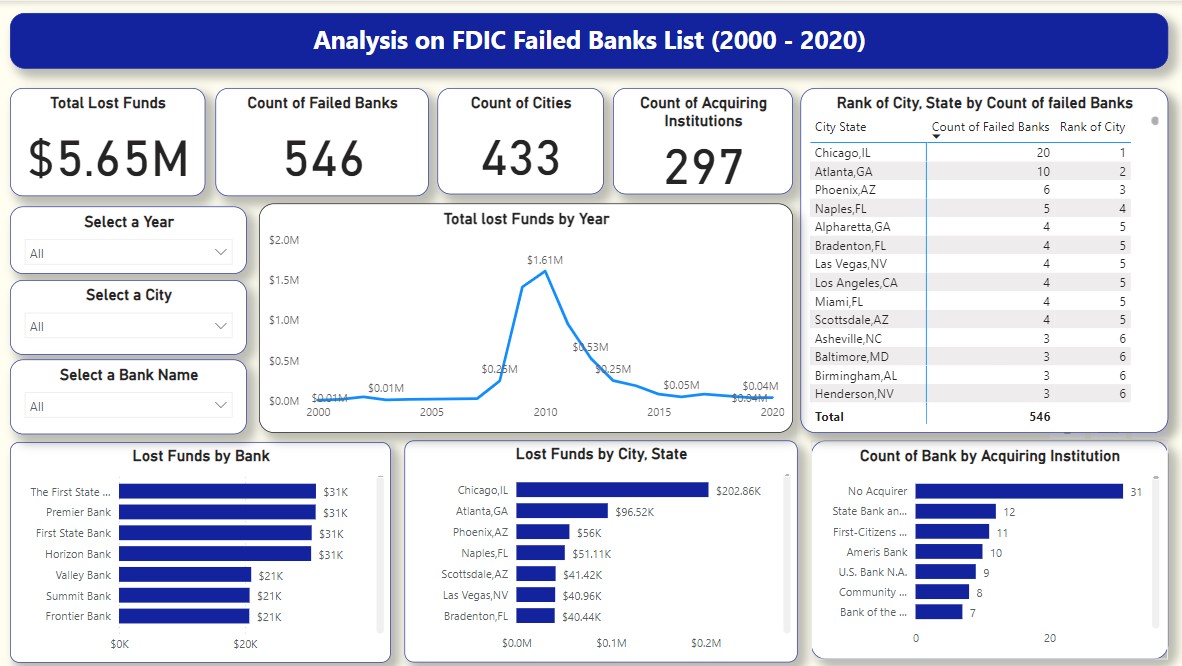 Analysis on FDIC Failed Banks List (2000 - 2020)
Total Lost Funds
$5.65M
Count of Failed Banks
546
Count of Cities
433
Count of Acquiring
Institutions
297
Rank of City, State by Count of failed Banks
City State Count of Failed Banks Rank of City
Chicago,IL 20 1
Atlanta,GA 10 2
Phoenix,AZ 6 3
Naples,FL 5 4
Alpharetta,GA 4 5
Bradenton,FL 4 5
Las Vegas,NV 4 5
Los Angeles,CA 4 5
Miami,FL 4 5
Scottsdale,AZ 4 5
Asheville,NC 3 6
Baltimore,MD 3 6
Birmingham,AL 3 6
Henderson,NV 3 6
Total 546
Select a Year
All
Select a City
All
Select a Bank Name
All
Total lost Funds by Year
$2.0M
$1.5M
$1.0M
$0.5M
$0.0M
$0.01M
$0.01M
$0.25M
$1.61M
$0.53M
$0.25M
$0.05M
$0.04M
$0.04M
2000 2005 2010 2015 2020
Lost Funds by Bank
The First State ... $31K
Premier Bank $31K
First State Bank $31K
Horizon Bank $31K
Valley Bank $21K
Summit Bank $21K
Frontier Bank $21K
$0K $20K
Lost Funds by City, State
Chicago,IL $202.86K
Atlanta,GA $96.52K
Phoenix,AZ $56K
Naples,FL $51.11K
Scottsdale,AZ $41.42K
Las Vegas,NV $40.96K
Bradenton,FL $40.44K
$0.0M $0.1M $0.2M
Count of Bank by Acquiring Institution
No Acquirer 31
State Bank an... 12
First-Citizens ... 11
Ameris Bank 10
U.S. Bank N.A. 9
Community ... 8
Bank of the ... 7
0 20